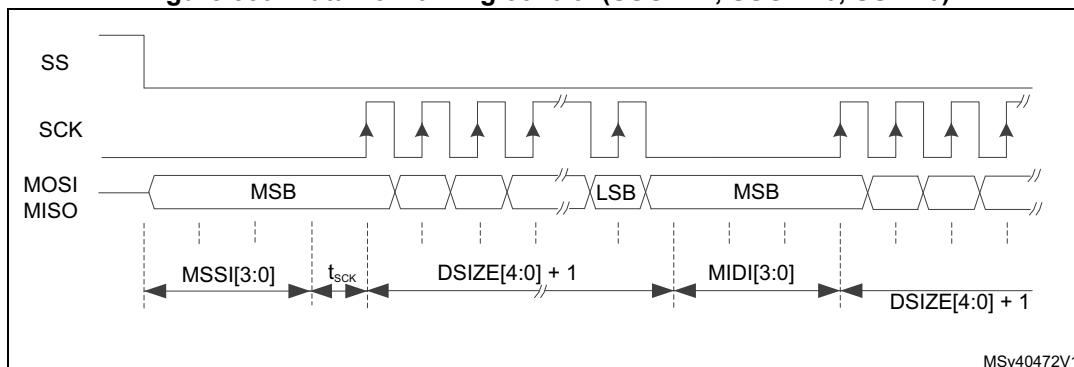 SS
SCK
MOSI
MISO
MSB
LSB
MSB
MSSI[3:0]
tSCK
DSIZE[4:0] + 1
MIDI[3:0]
DSIZE[4:0] + 1
MSv40472V1